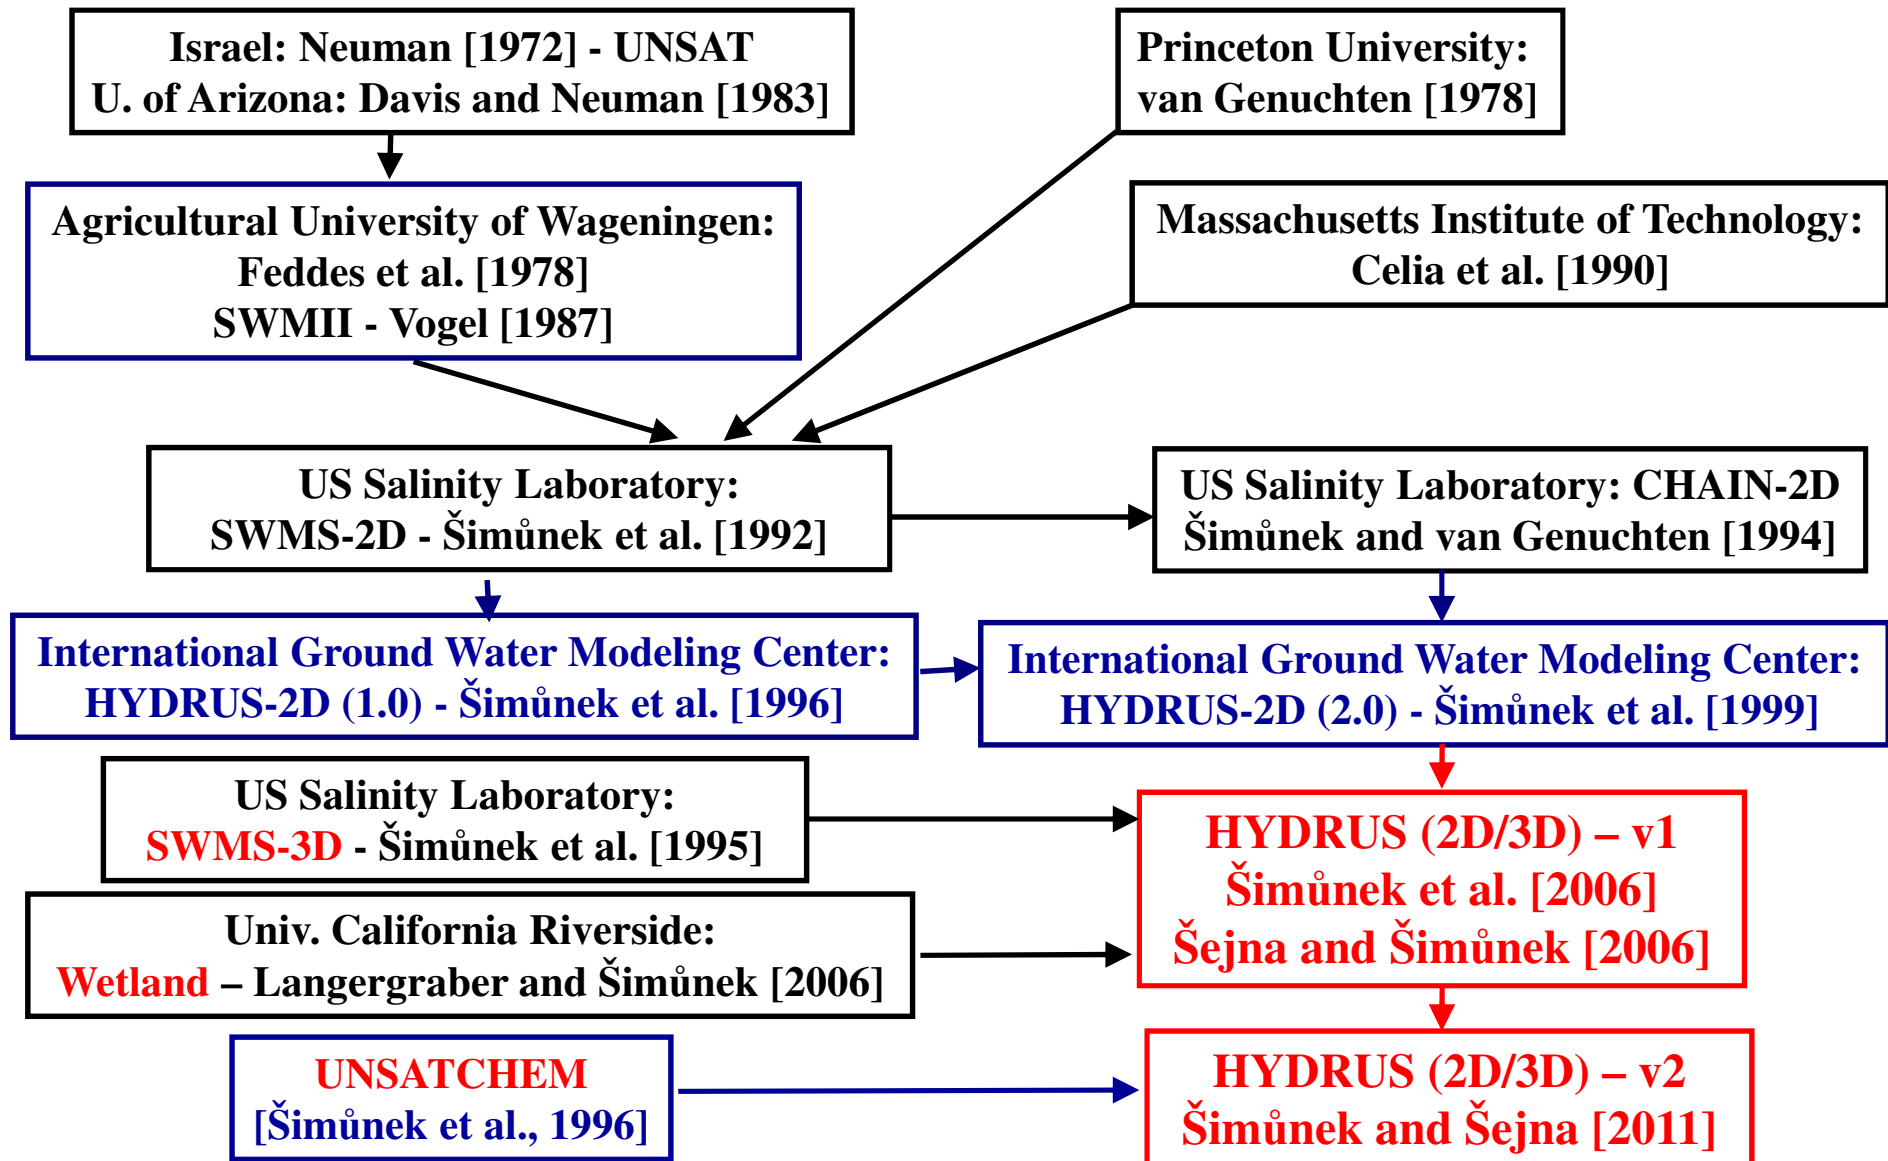 Israel: Neuman [1972] - UNSAT
U. of Arizona: Davis and Neuman [1983]
Princeton University:
van Genuchten [1978]
Agricultural University of Wageningen:
Feddes et al. [1978]
SWMII - Vogel [1987]
Massachusetts Institute of Technology:
Celia et al. [1990]
US Salinity Laboratory:
SWMS-2D - Šimůnek et al. [1992]
US Salinity Laboratory: CHAIN-2D
Šimůnek and van Genuchten [1994]
International Ground Water Modeling Center:
HYDRUS-2D (1.0) - Šimůnek et al. [1996]
International Ground Water Modeling Center:
HYDRUS-2D (2.0) - Šimůnek et al. [1999]
US Salinity Laboratory:
SWMS-3D - Šimůnek et al. [1995]
HYDRUS (2D/3D) – v1
Šimůnek et al. [2006]
Šejna and Šimůnek [2006]
Univ. California Riverside:
Wetland – Langergraber and Šimůnek [2006]
UNSATCHEM
[Šimůnek et al., 1996]
HYDRUS (2D/3D) – v2
Šimůnek and Šejna [2011]